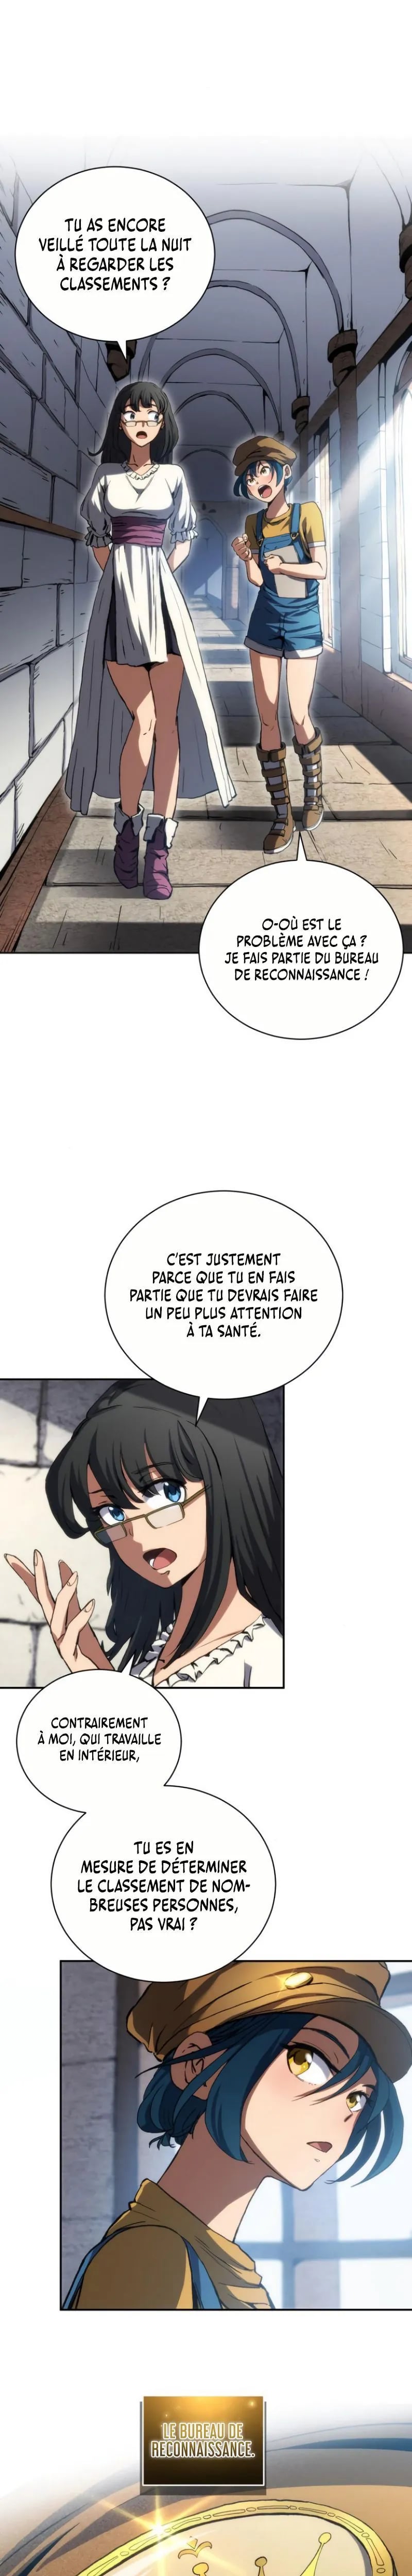 TU AS ENCORE
VEILLÉ TOUTE LA NUIT
À REGARDER LES
CLASSEMENTS ?
O-OÙ EST LE
PROBLÈME AVEC ÇA ?
JE FAIS PARTIE DU BUREAU
DE RECONNAISSANCE !
C'EST JUSTEMENT
PARCE QUE TU EN FAIS
PARTIE QUE TU DEVRAIS FAIRE
UN PEU PLUS ATTENTION
À TA SANTÉ.
CONTRAIREMENT
À MOI, QUI TRAVAILLE
EN INTÉRIEUR,
TU ES EN
MESURE DE DÉTERMINER
LE CLASSEMENT DE NOM-
BREUSES PERSONNES,
PAS VRAI ?
LE BUREAU DE
RECONNAISSANCE.